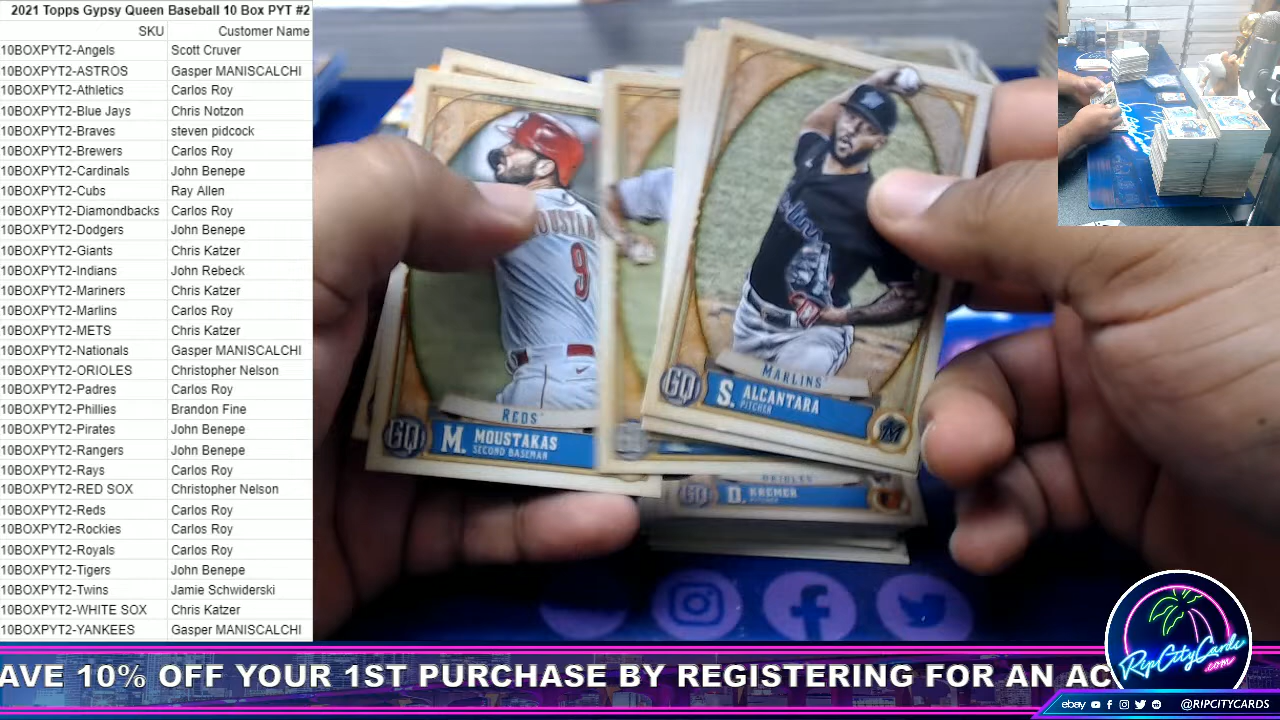 2021 Topps Gypsy Queen Baseball 10 Box PYT #2
SKU Customer Name
10BOXPYT2-Angels Scott Cruver
10BOXPYT2-ASTROS Gasper MANISCALCHI
10BOXPYT2-Athletics Carlos Roy
10BOXPYT2-Blue Jays Chris Notzon
10BOXPYT2-Braves steven pidcock
10BOXPYT2-Brewers Carlos Roy
10BOXPYT2-Cardinals John Benepe
10BOXPYT2-Cubs Ray Allen
10BOXPYT2-Diamondbacks Carlos Roy
10BOXPYT2-Dodgers John Benepe
10BOXPYT2-Giants Chris Katzer
10BOXPYT2-Indians John Rebeck
10BOXPYT2-Mariners Chris Katzer
10BOXPYT2-Marlins Carlos Roy
10BOXPYT2-METS Chris Katzer
10BOXPYT2-Nationals Gasper MANISCALCHI
10BOXPYT2-ORIOLES Christopher Nelson
10BOXPYT2-Padres Carlos Roy
10BOXPYT2-Phillies Brandon Fine
10BOXPYT2-Pirates John Benepe
10BOXPYT2-Rangers John Benepe
10BOXPYT2-Rays Carlos Roy
10BOXPYT2-RED SOX Christopher Nelson
10BOXPYT2-Reds Carlos Roy
10BOXPYT2-Rockies Carlos Roy
10BOXPYT2-Royals Carlos Roy
10BOXPYT2-Tigers John Benepe
10BOXPYT2-Twins Jamie Schwiderski
10BOXPYT2-WHITE SOX Chris Katzer
10BOXPYT2-YANKEES Gasper MANISCALCHI
9
REDS
GQ M. MOUSTAKAS
SECOND BASEMAN
MARLINS
GQ S. ALCANTARA
PITCHER
M
ORIOLES
GQ D. KREMER
AVE 10% OFF YOUR 1ST PURCHASE BY REGISTERING FOR AN AC
RipCityCards
.com
ebay @RIPCITYCARDS